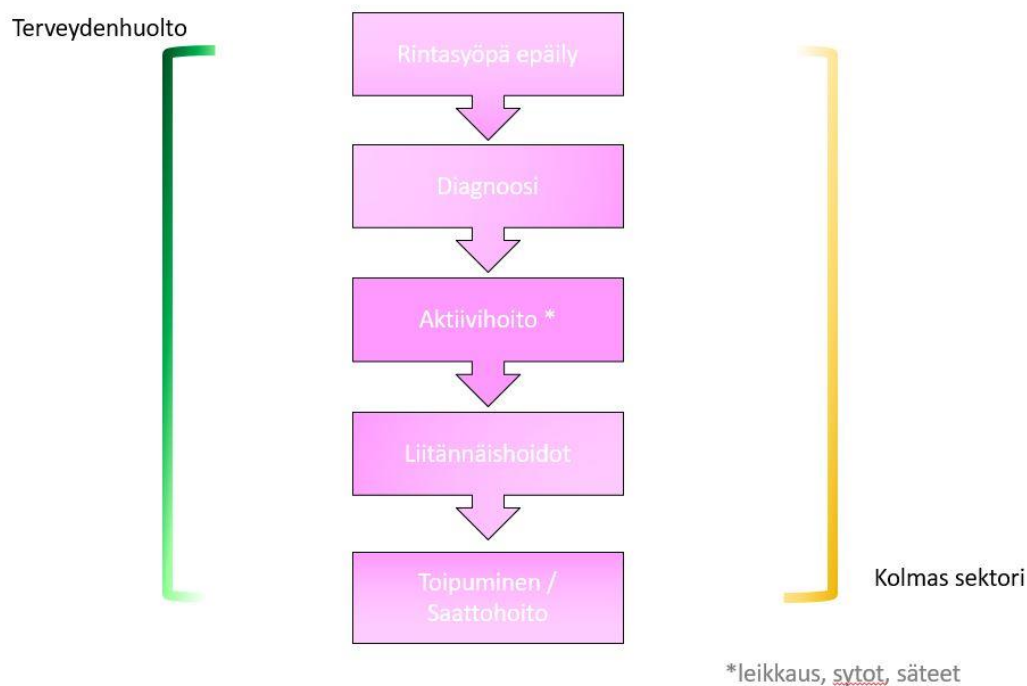 Terveydenhuolto
Rintasyöpä epäily
Diagnoosi
Aktiivihoito *
Liitännäishoidot
Toipuminen /
Saattohoito
Kolmas sektori
*leikkaus, sytot, säteet